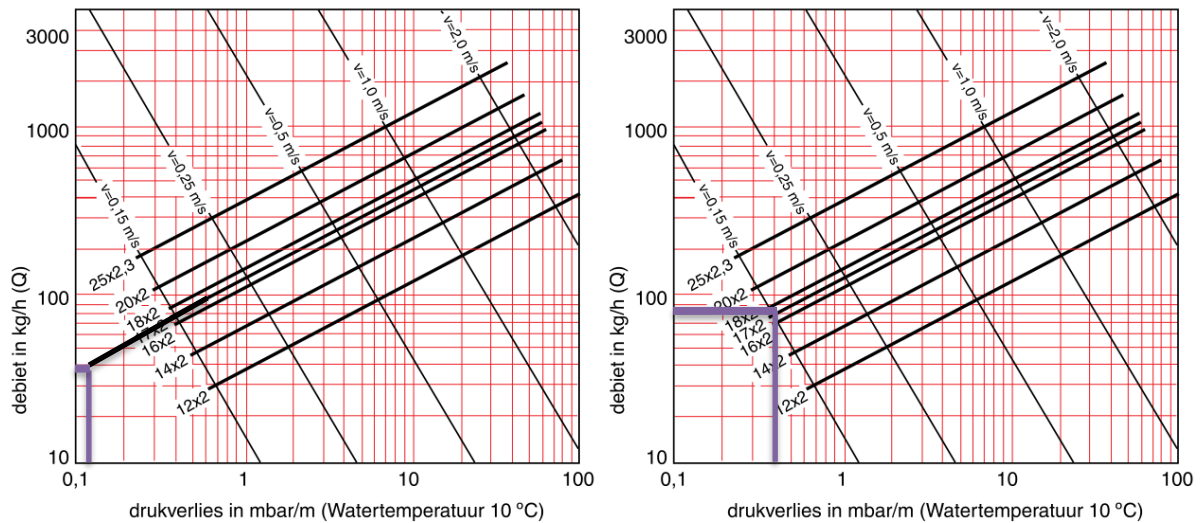 3000
1000
100
10
debiet in kg/h (Q)
v=0,15 m/s
v=0,25 m/s
v=0,5 m/s
v=1,0 m/s
v=2,0 m/s
25x2,3
20x2
18x2
17x2
16x2
14x2
12x2
0,1
1
10
100
drukverlies in mbar/m (Watertemperatuur 10 ºC)
3000
1000
100
10
debiet in kg/h (Q)
v=0,15 m/s
v=0,25 m/s
v=0,5 m/s
v=1,0 m/s
v=2,0 m/s
25x2,3
20x2
18x2
17x2
16x2
14x2
12x2
0,1
1
10
100
drukverlies in mbar/m (Watertemperatuur 10 ºC)